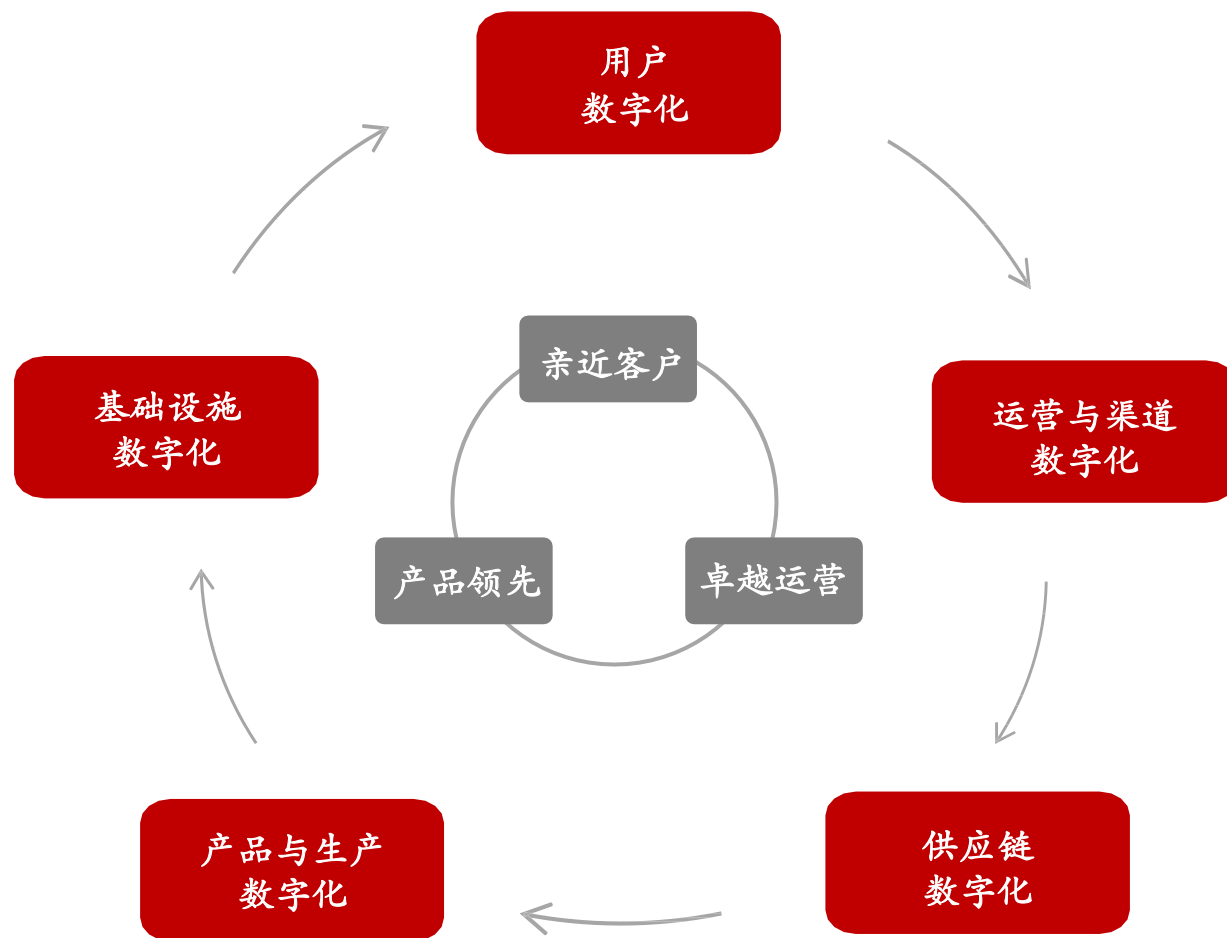 用户
数字化
亲近客户
基础设施
数字化
运营与渠道
数字化
产品领先
卓越运营
产品与生产
数字化
供应链
数字化